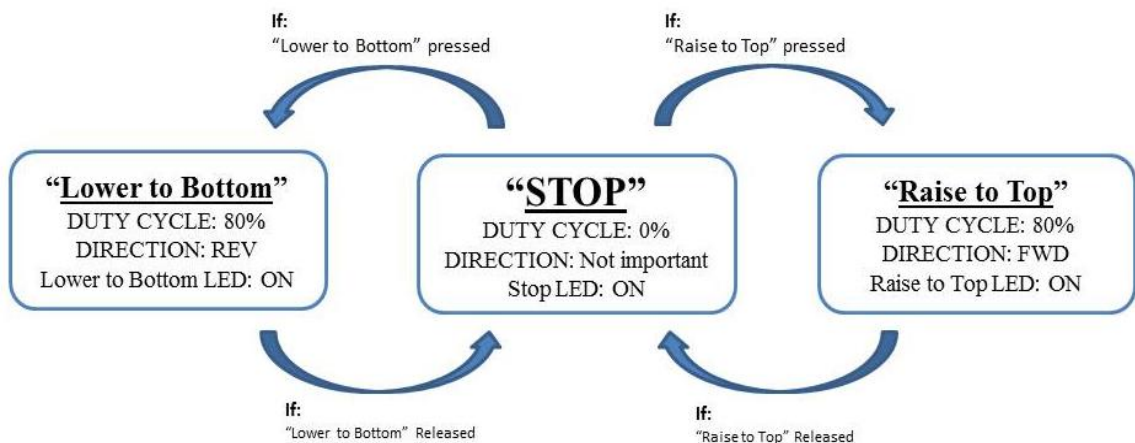 If:
“Lower to Bottom” pressed
If:
“Raise to Top” pressed
“Lower to Bottom”
DUTY CYCLE: 80%
DIRECTION: REV
Lower to Bottom LED: ON
“STOP”
DUTY CYCLE: 0%
DIRECTION: Not important
Stop LED: ON
“Raise to Top”
DUTY CYCLE: 80%
DIRECTION: FWD
Raise to Top LED: ON
If:
“Lower to Bottom” Released
If:
“Raise to Top” Released